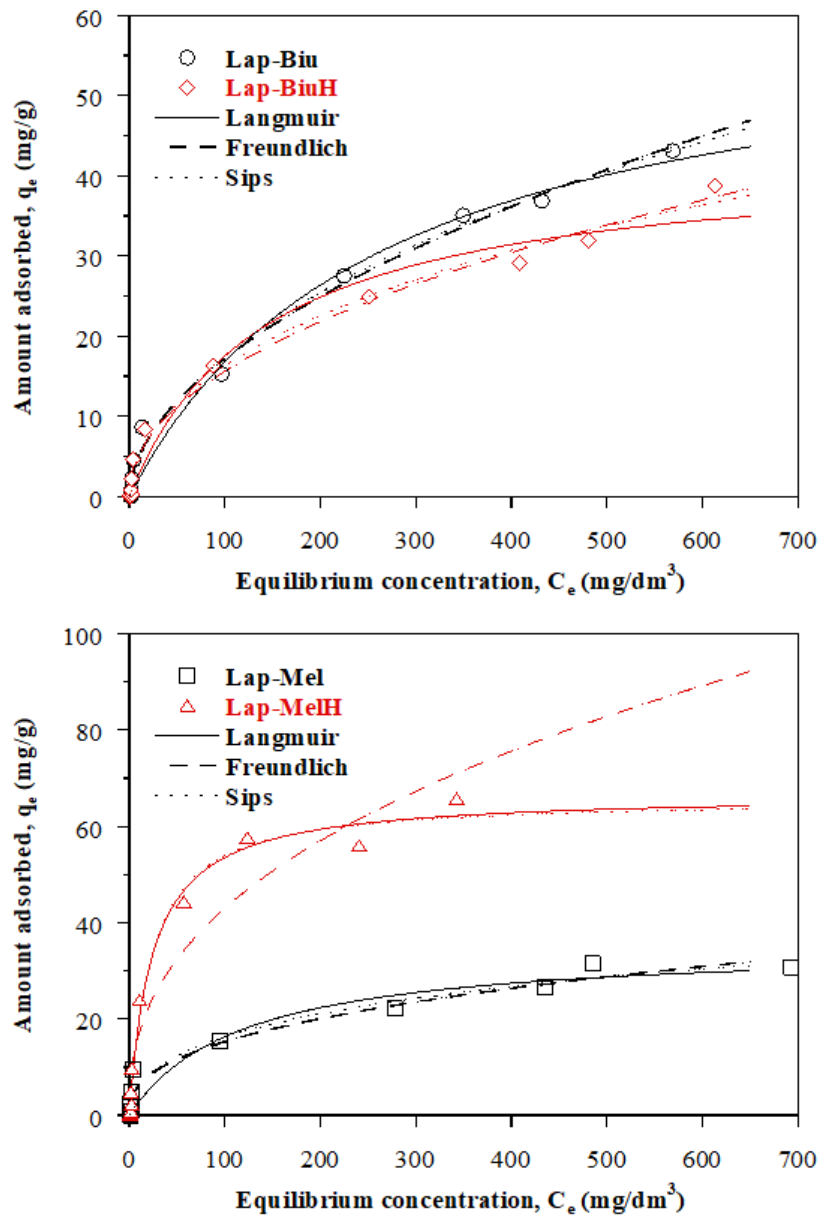 60
50
40
30
20
10
0
Amount adsorbed, qₑ (mg/g)
Lap-Biu
Lap-BiuH
Langmuir
Freundlich
Sips
0 100 200 300 400 500 600 700
Equilibrium concentration, Cₑ (mg/dm³)
100
80
60
40
20
0
Amount adsorbed, qₑ (mg/g)
Lap-Mel
Lap-MelH
Langmuir
Freundlich
Sips
0 100 200 300 400 500 600 700
Equilibrium concentration, Cₑ (mg/dm³)